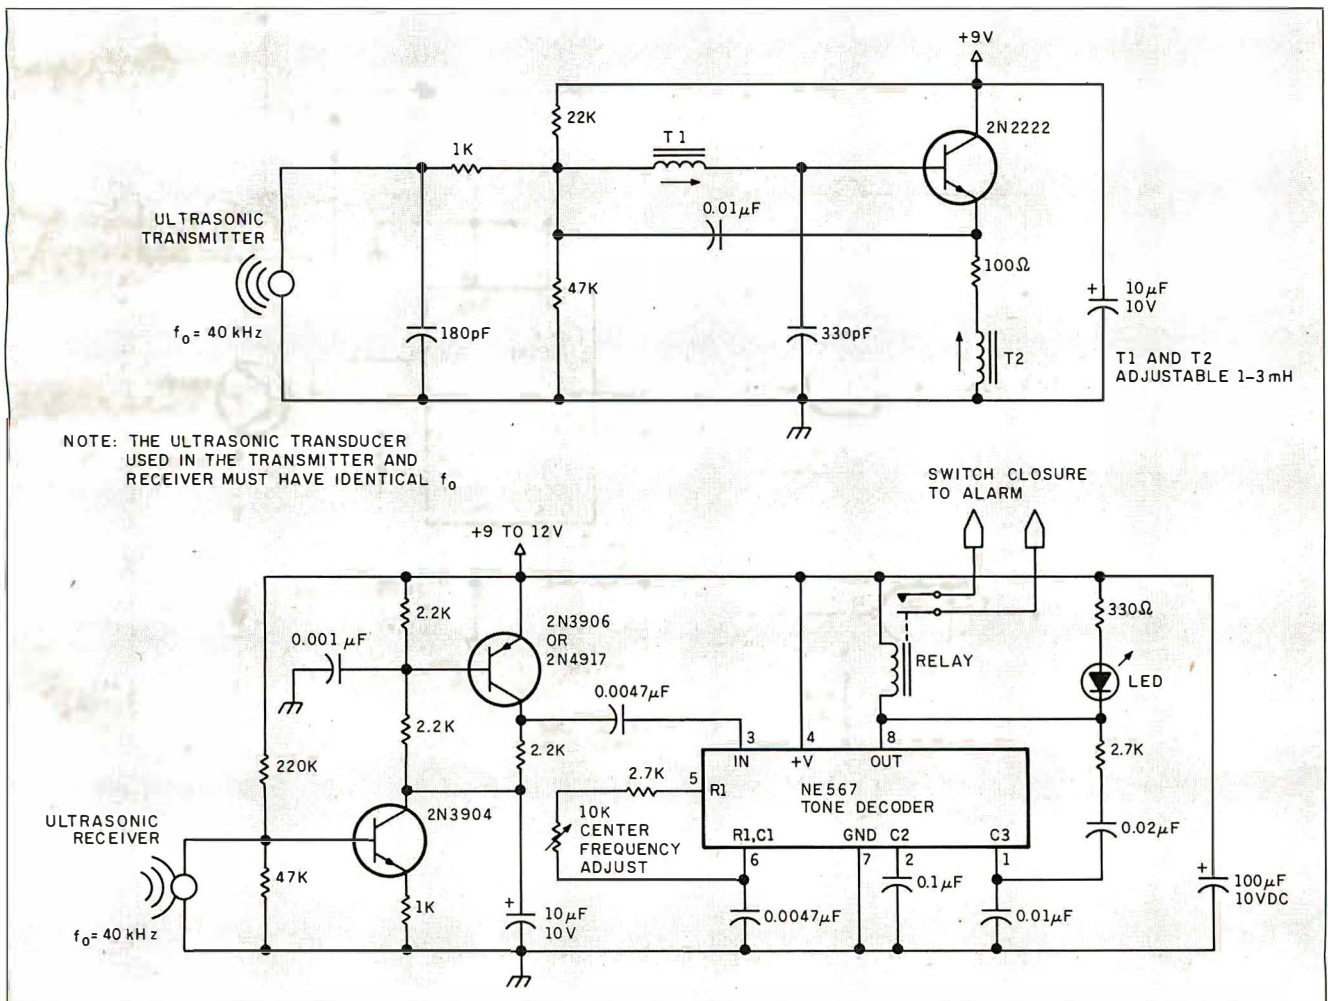 +9V
22K
T1
1K
2N2222
ULTRASONIC
TRANSMITTER
0.01µF
100Ω
47K
+
10µF
10V
fo = 40 kHz
180pF
330pF
T2
T1 AND T2
ADJUSTABLE 1-3mH
NOTE: THE ULTRASONIC TRANSDUCER
USED IN THE TRANSMITTER AND
RECEIVER MUST HAVE IDENTICAL fo
SWITCH CLOSURE
TO ALARM
+9 TO 12V
2.2K
2N3906
OR
2N4917
0.001 µF
330Ω
RELAY
LED
0.0047µF
2.2K
2.2K
3
4
8
2.7K
220K
2.7K
5
IN
+V
OUT
R1
NE567
TONE DECODER
2N3904
10K
CENTER
FREQUENCY
ADJUST
ULTRASONIC
RECEIVER
R1,C1
GND
C2
C3
0.02µF
6
7
2
1
47K
0.1µF
+
100µF
10VDC
1K
+
10µF
10V
0.0047µF
0.01µF
fo = 40 kHz